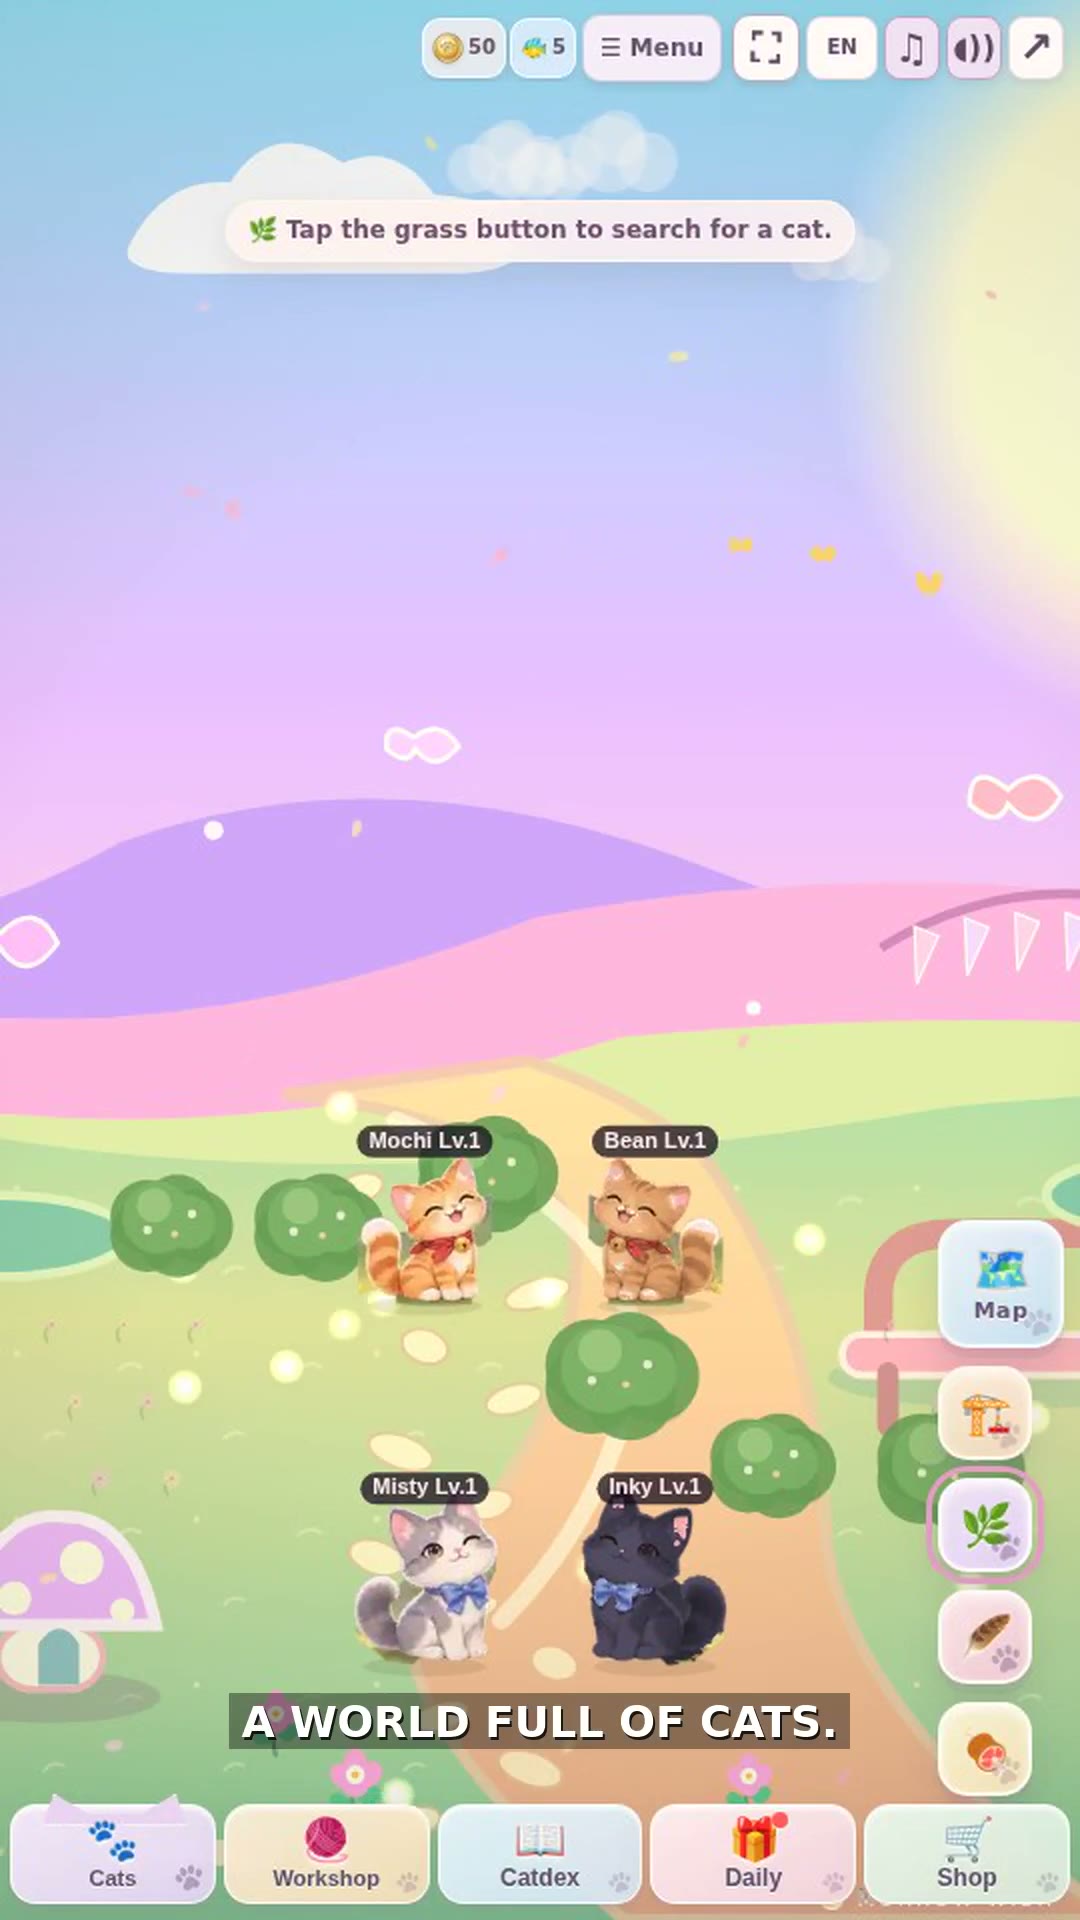 50
5
☰ Menu
EN
Tap the grass button to search for a cat.
Mochi Lv.1
Bean Lv.1
Map
Misty Lv.1
Inky Lv.1
A WORLD FULL OF CATS.
Cats
Workshop
Catdex
Daily
Shop